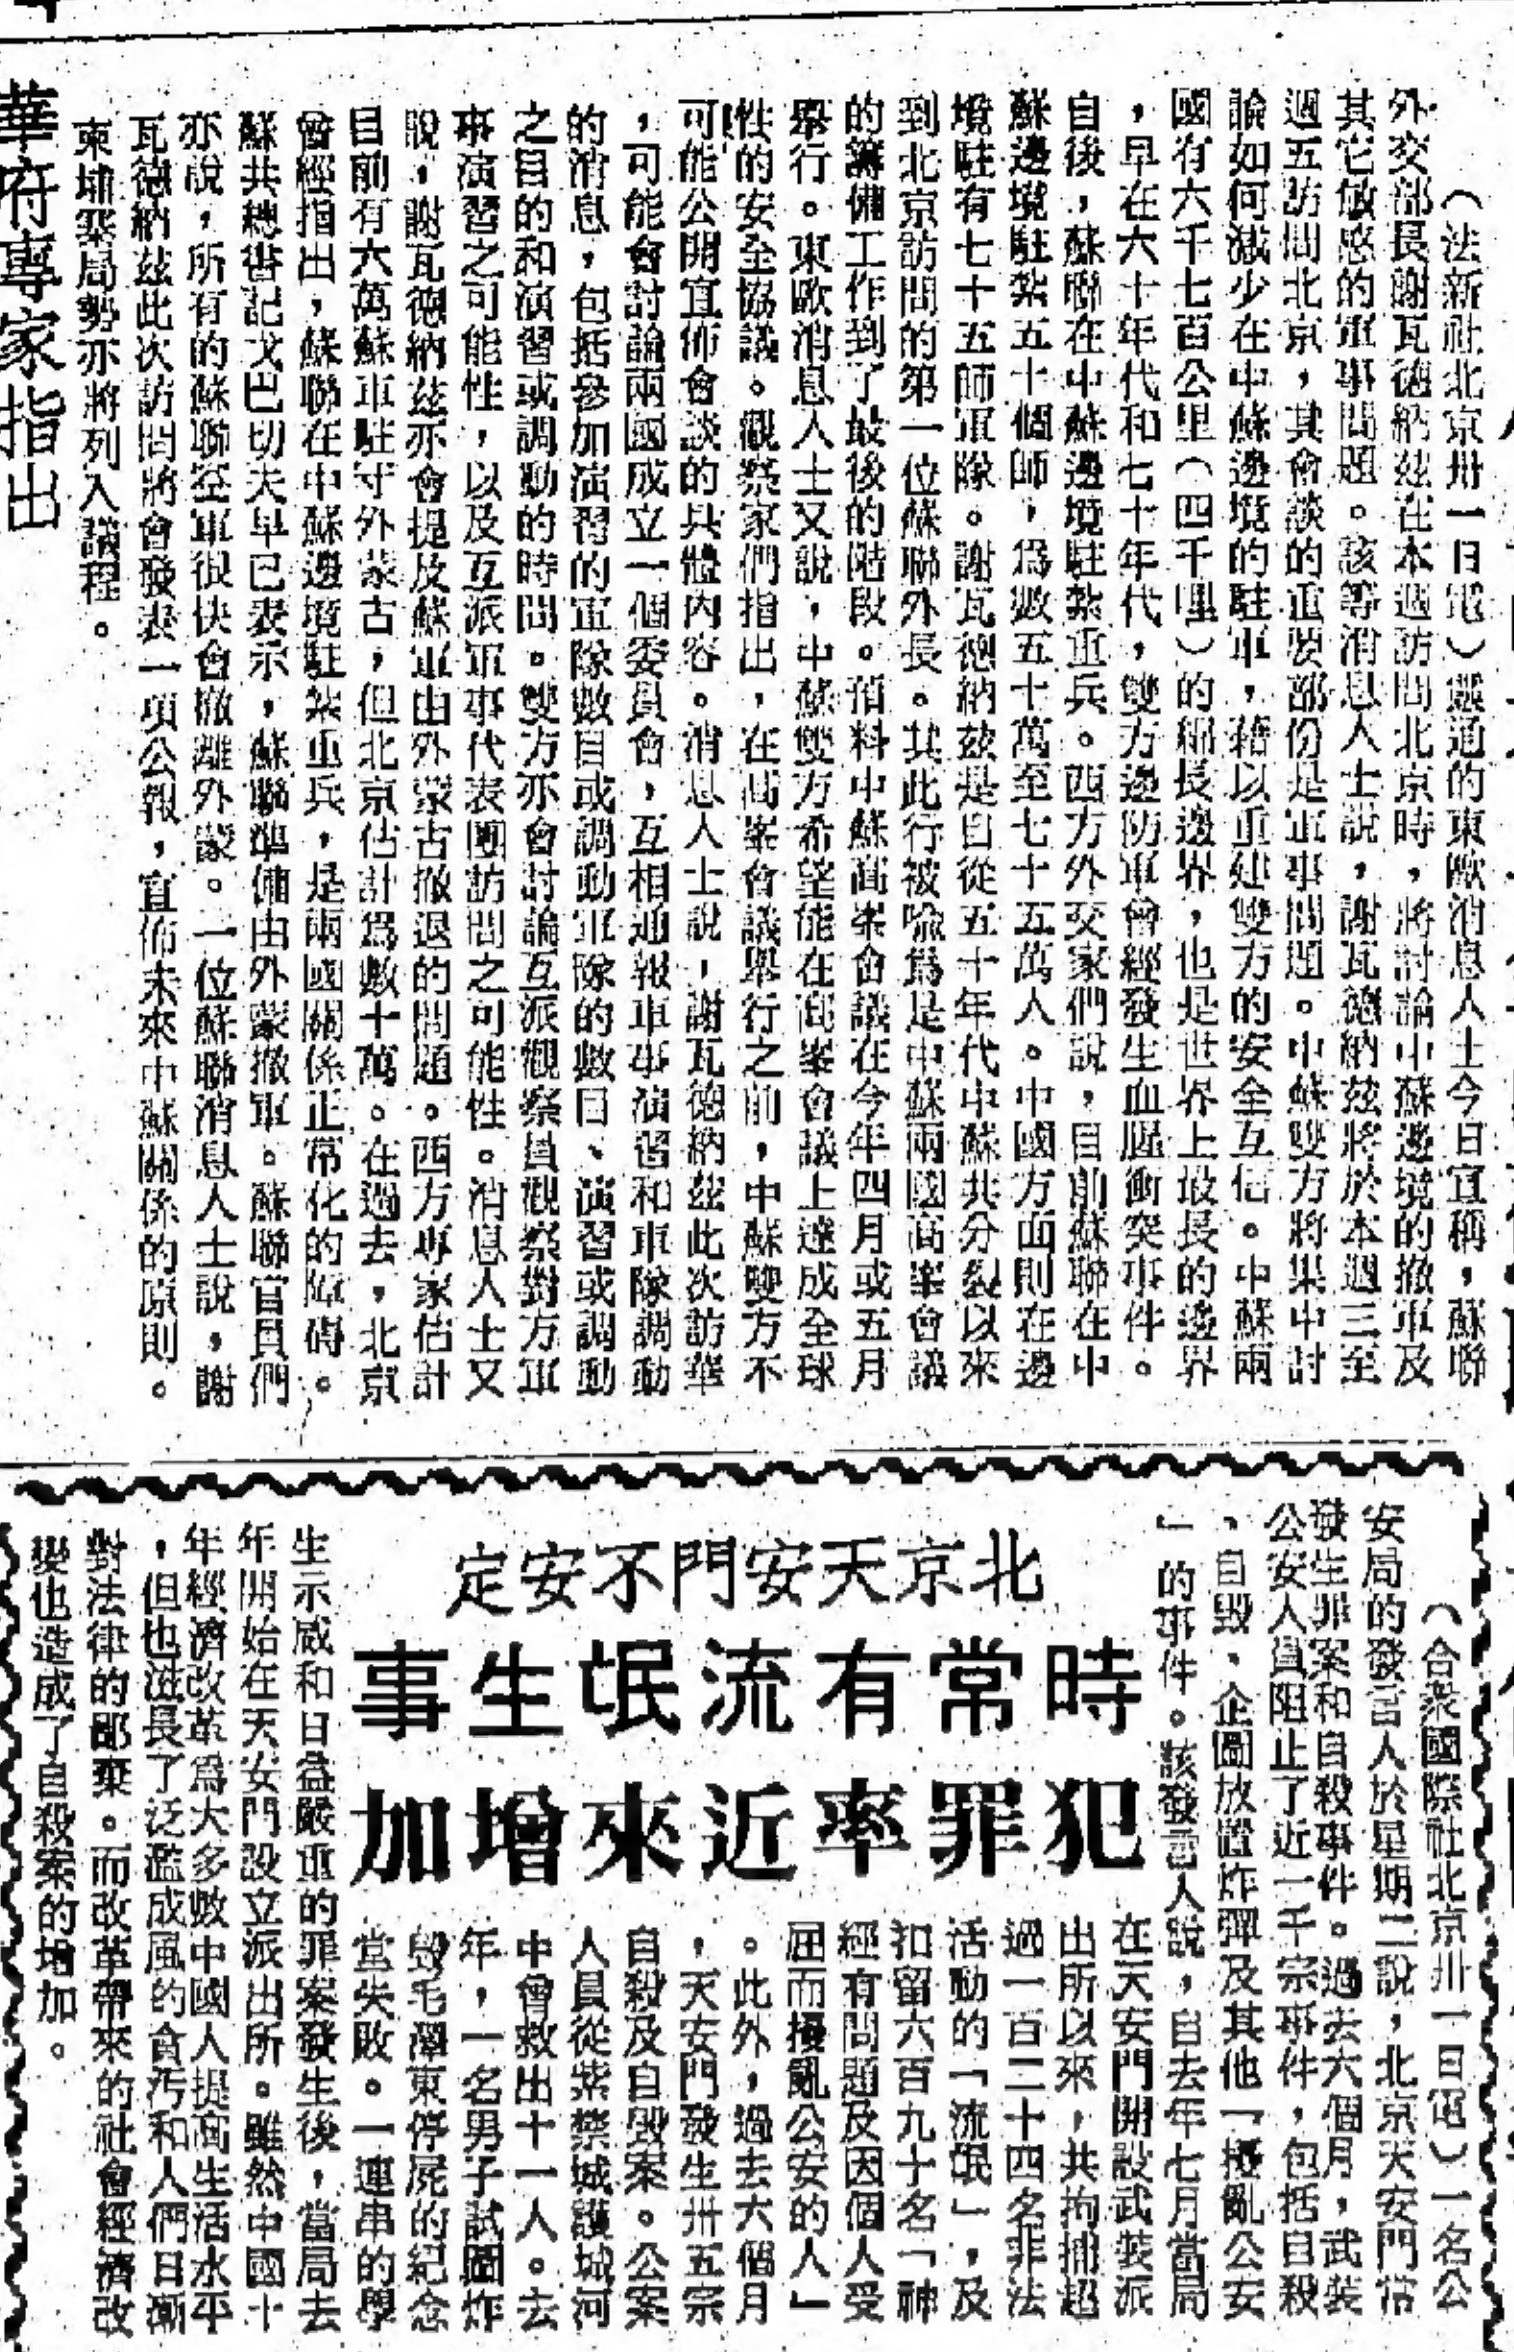 （法新社北京卅一日電）靈通的東歐消息人士今日宣稱，蘇聯
外交部長謝瓦德納茲在本週訪問北京時，將討論中蘇邊境的撤軍及
其它敏感的軍事問題。該等消息人士說，謝瓦德納茲將於本週三至
週五訪問北京，其會談的重要部份是軍事問題。中蘇雙方將集中討
論如何減少在中蘇邊境的駐軍，藉以重建雙方的安全互信。中蘇兩
國有六千七百公里（四千哩）的綿長邊界，也是世界上最長的邊界
，早在六十年代和七十年代，雙方邊防軍曾經發生血腥衝突事件。
自後，蘇聯在中蘇邊境駐紮重兵。西方外交家們說，目前蘇聯在中
蘇邊境駐紮五十個師，為數五十萬至七十五萬人。中國方面則在邊
境駐有七十五師軍隊。謝瓦德納茲是自從五十年代中蘇共分裂以來
到北京訪問的第一位蘇聯外長。其此行被喻為是中蘇兩國高峯會議
的籌備工作到了最後的階段。預料中蘇高峯會議在今年四月或五月
舉行。東歐消息人士又說，中蘇雙方希望能在高峯會議上達成全球
性的安全協議。觀察家們指出，在高峯會議舉行之前，中蘇雙方不
可能公開宣佈會談的具體內容。消息人士說，謝瓦德納茲此次訪華
，可能會討論兩國成立一個委員會，互相通報軍事演習和軍隊調動
的消息，包括參加演習的軍隊數目或調動軍隊的數目、演習或調動
之目的和演習或調動的時間。雙方亦會討論互派觀察員觀察對方軍
事演習之可能性，以及互派軍事代表團訪問之可能性。消息人士又
說，謝瓦德納茲亦會提及蘇軍由外蒙古撤退的問題。西方專家估計
目前有六萬蘇軍駐守外蒙古，但北京估計為數十萬。在過去，北京
曾經指出，蘇聯在中蘇邊境駐紮重兵，是兩國關係正常化的障碍。
蘇共總書記戈巴切夫早已表示，蘇聯準備由外蒙撤軍。蘇聯官員們
亦說，所有的蘇聯空軍很快會撤離外蒙。一位蘇聯消息人士說，謝
瓦德納茲此次訪問將會發表一項公報，宣佈未來中蘇關係的原則。
柬埔寨局勢亦將列入議程。
華府專家指出
北京天安門不安定
時常有流氓生事
犯罪率近來增加
（合衆國際社北京卅一日電）一名公
安局的發言人於星期二說，北京天安門常
發生罪案和自殺事件。過去六個月，武裝
公安人員阻止了近一千宗事件，包括自殺
、自毀、企圖放置炸彈及其他「擾亂公安
」的事件。該發言人說，自去年七月當局
在天安門開設武裝派
出所以來，共拘捕超
過一百二十四名非法
活動的「流氓」，及
扣留六百九十名「神
經有問題及因個人受
屈而擾亂公安的人」
。此外，過去六個月
，天安門發生卅五宗
自殺及自毀案。公案
人員從紫禁城護城河
中曾救出十一人。去
年，一名男子試圖炸
毀毛澤東停屍的紀念
堂失敗。一連串的學
生示威和日益嚴重的罪案發生後，當局去
年開始在天安門設立派出所。雖然中國十
年經濟改革為大多數中國人提高生活水平
，但也滋長了泛濫成風的貪污和人們日漸
對法律的鄙棄。而改革帶來的社會經濟改
變也造成了自殺案的增加。